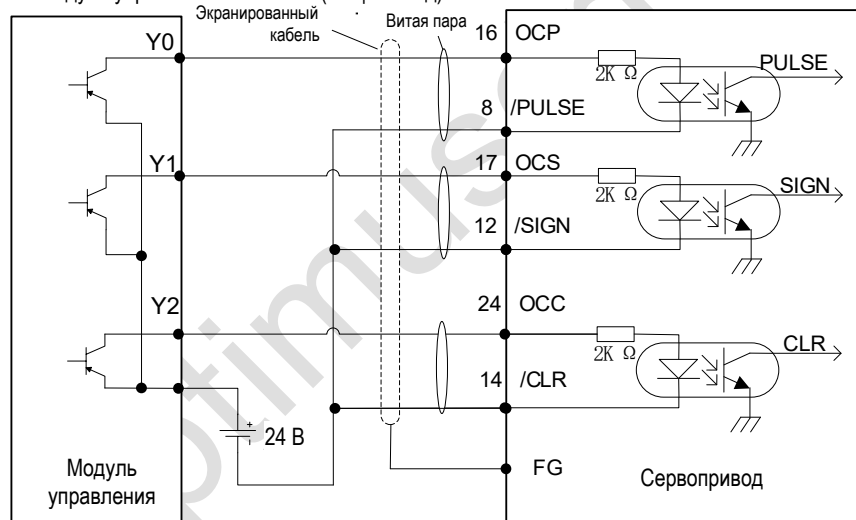 Экранированный
кабель
Витая пара
Y0
16 OCP
2K Ω
PULSE
8 /PULSE
Y1
17 OCS
2K Ω
SIGN
12 /SIGN
Y2
24 OCC
2K Ω
CLR
14 /CLR
24 В
FG
Модуль
управления
Сервопривод
optimus